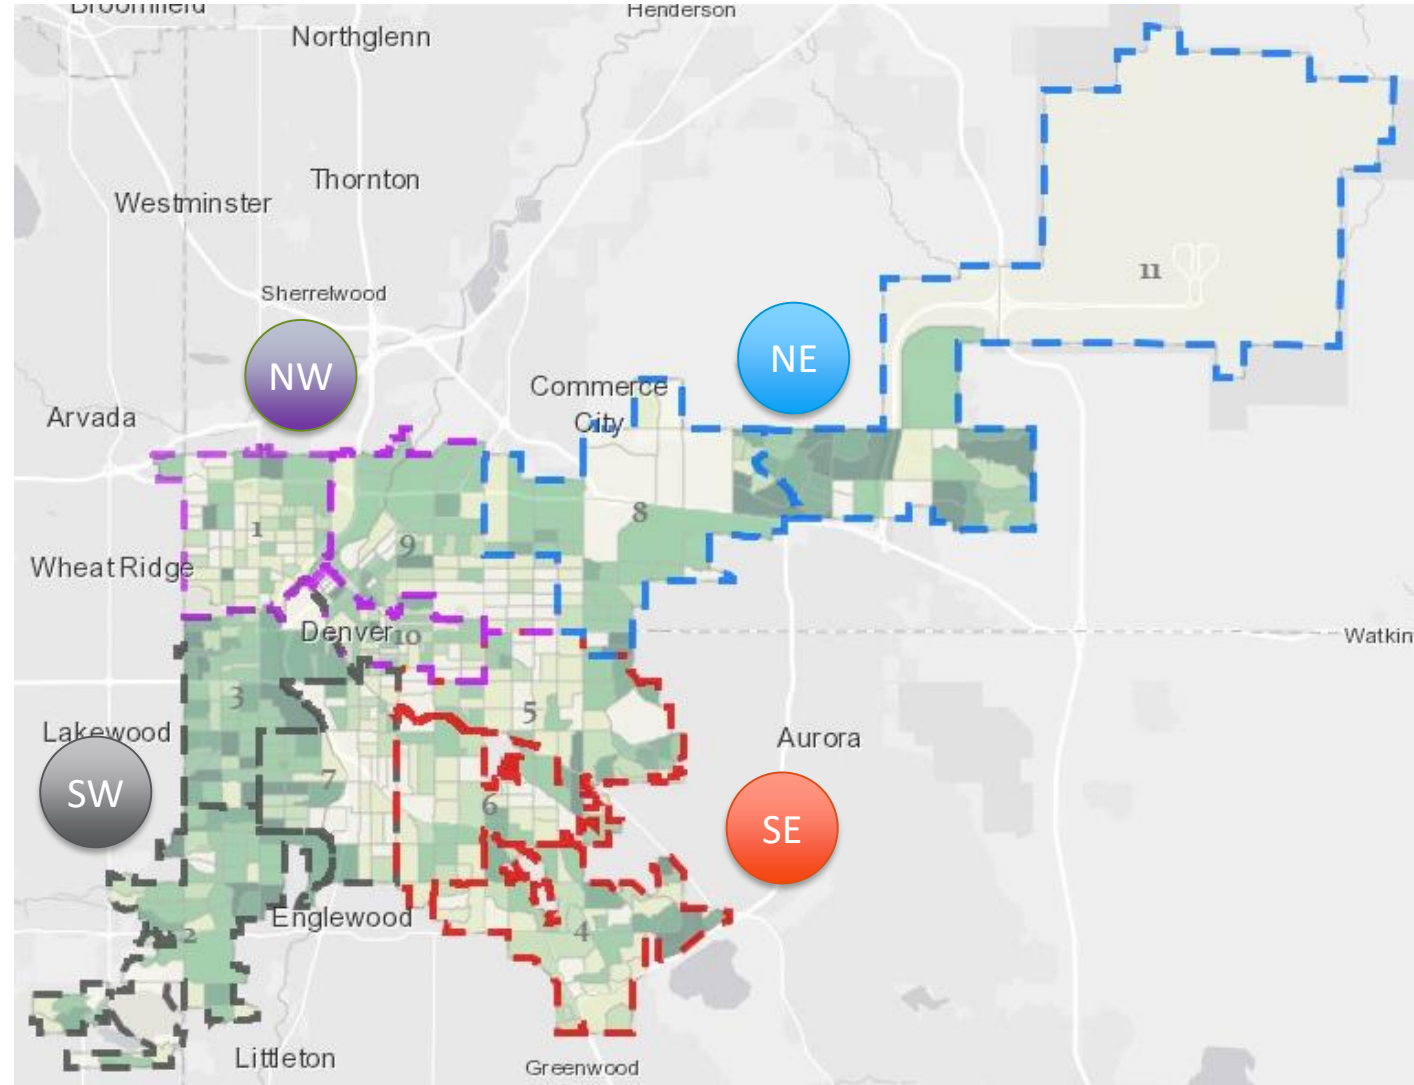 Broomfield
Henderson
Northglenn
Thornton
Westminster
11
Sherrelwood
NW
NE
Commerce
City
Arvada
8
1
9
Wheat Ridge
Denver
10
Watkin
3
5
Lakewood
Aurora
7
SW
6
SE
Englewood
2
4
Littleton
Greenwood